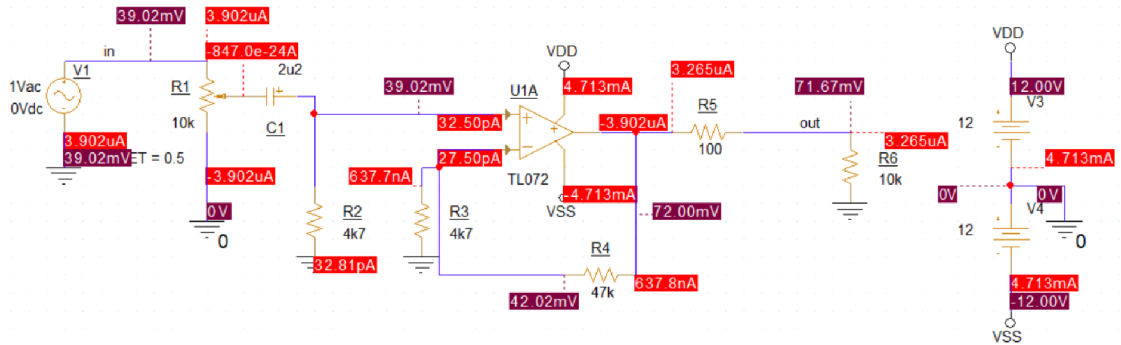 39.02mV
3.902uA
in
-847.0e-24A
2u2
V1
1Vac
0Vdc
R1
10k
C1
3.902uA
39.02mV
ET = 0.5
-3.902uA
0V
0
R2
4k7
32.81pA
39.02mV
32.50pA
27.50pA
637.7nA
R3
4k7
VDD
4.713mA
U1A
TL072
-3.902uA
-4.713mA
VSS
72.00mV
R4
47k
42.02mV
637.8nA
3.265uA
R5
100
71.67mV
out
3.265uA
R6
10k
VDD
12.00V
V3
12
4.713mA
0V
0V
V4
0
12
4.713mA
-12.00V
VSS